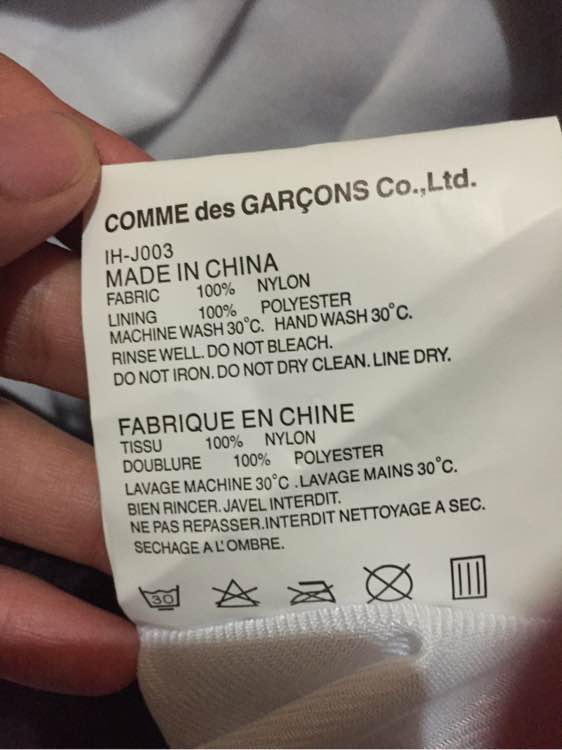 COMME des GARÇONS Co.,Ltd.
IH-J003
MADE IN CHINA
FABRIC 100% NYLON
LINING 100% POLYESTER
MACHINE WASH 30°C. HAND WASH 30°C.
RINSE WELL. DO NOT BLEACH.
DO NOT IRON. DO NOT DRY CLEAN. LINE DRY.
FABRIQUE EN CHINE
TISSU 100% NYLON
DOUBLURE 100% POLYESTER
LAVAGE MACHINE 30°C .LAVAGE MAINS 30°C.
BIEN RINCER. JAVEL INTERDIT.
NE PAS REPASSER.INTERDIT NETTOYAGE A SEC.
SECHAGE A L'OMBRE.
30